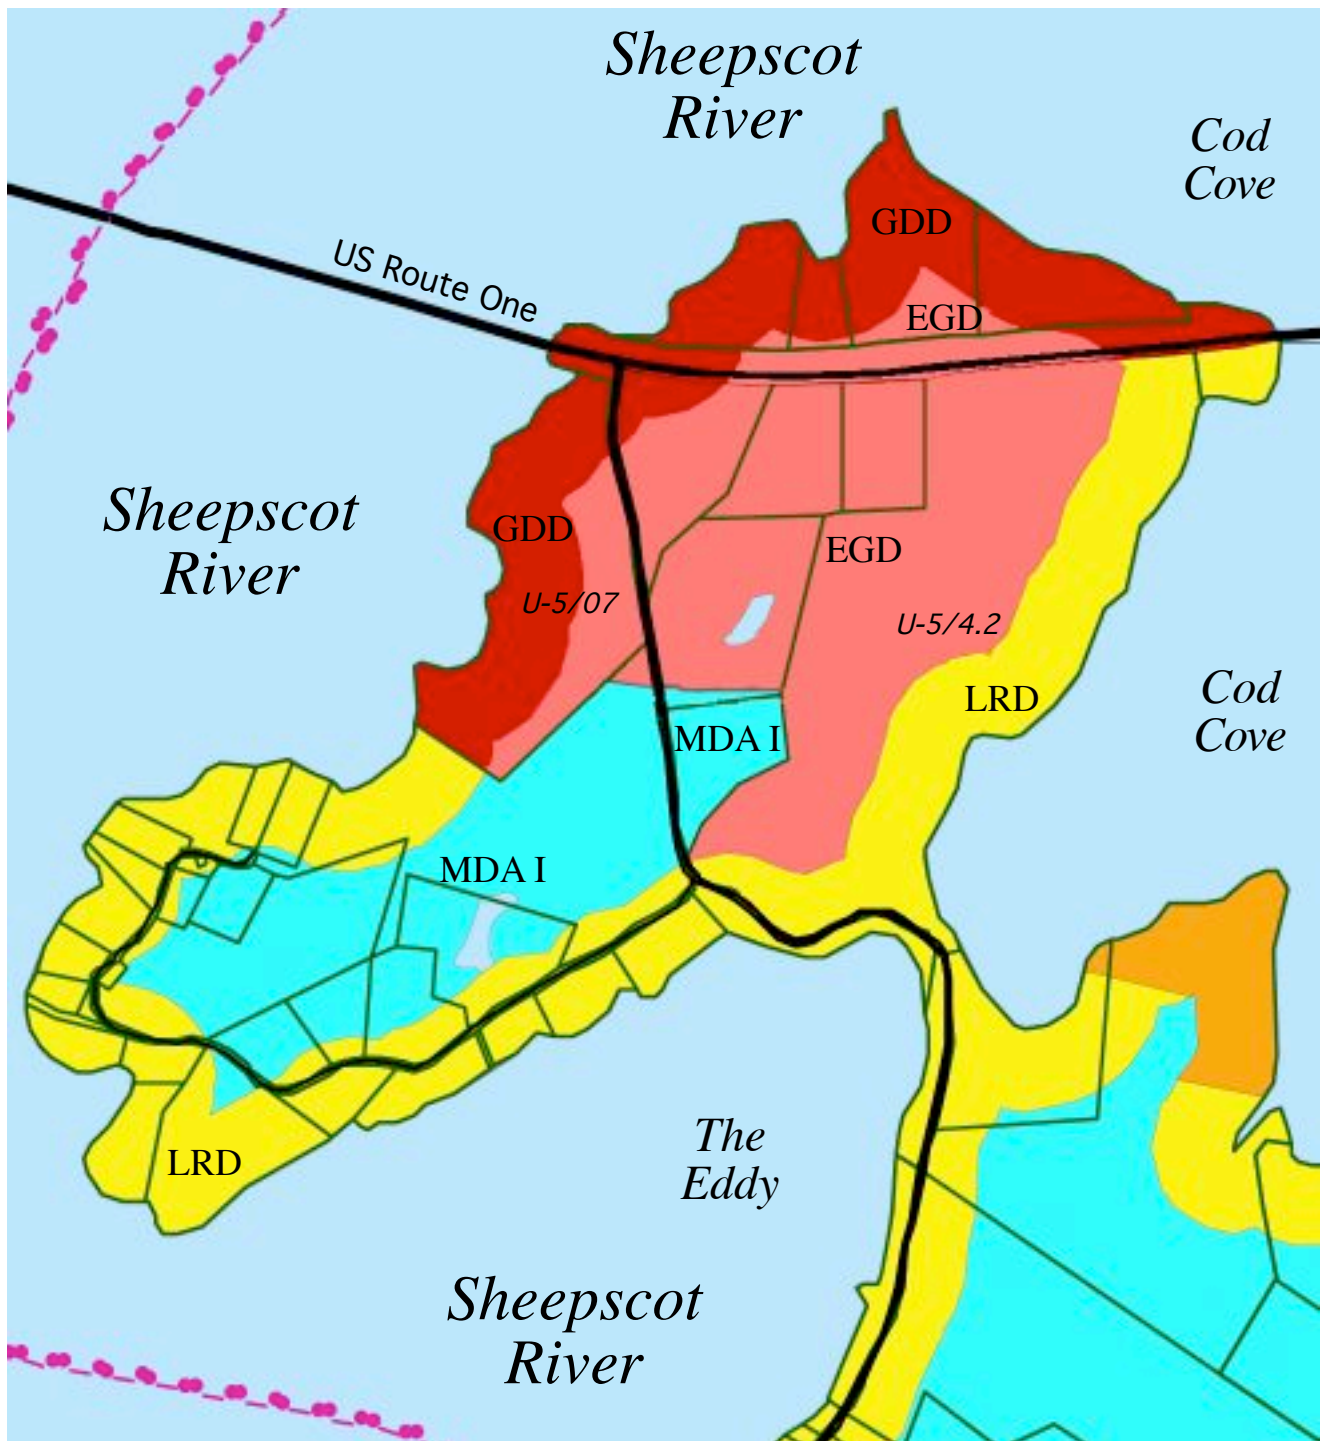 Sheepscot
River
Cod
Cove
GDD
US Route One
EGD
Sheepscot
River
GDD
EGD
U-5/07
U-5/4.2
LRD
Cod
Cove
MDA I
MDA I
The
Eddy
LRD
Sheepscot
River